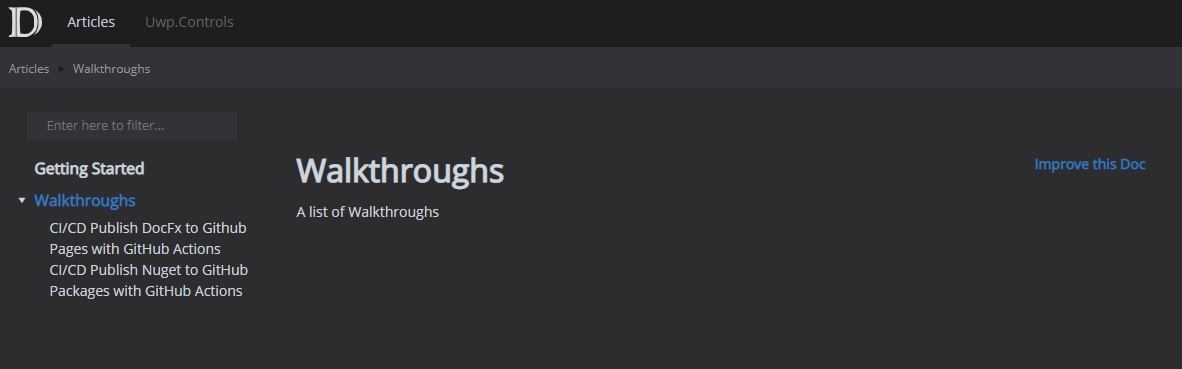 Articles
Uwp.Controls
Articles
Walkthroughs
Enter here to filter...
Getting Started
Walkthroughs
CI/CD Publish DocFx to Github
Pages with GitHub Actions
CI/CD Publish Nuget to GitHub
Packages with GitHub Actions
Walkthroughs
A list of Walkthroughs
Improve this Doc